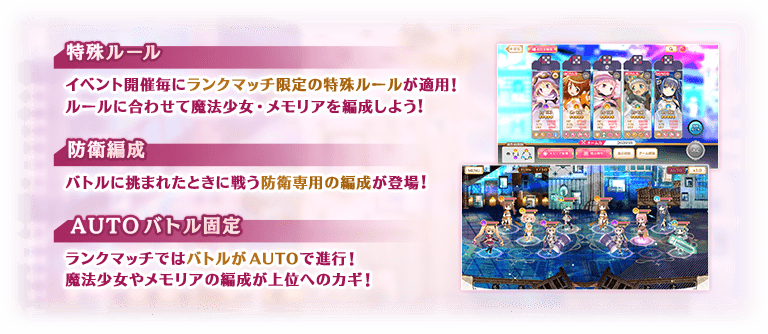 特殊ルール
イベント開催毎にランクマッチ限定の特殊ルールが適用!
ルールに合わせて魔法少女・メモリアを編成しよう!
防衛編成
バトルに挑まれたときに戦う防衛専用の編成が登場!
AUTOバトル固定
ランクマッチではバトルがAUTOで進行!
魔法少女やメモリアの編成が上位へのカギ!
MENU